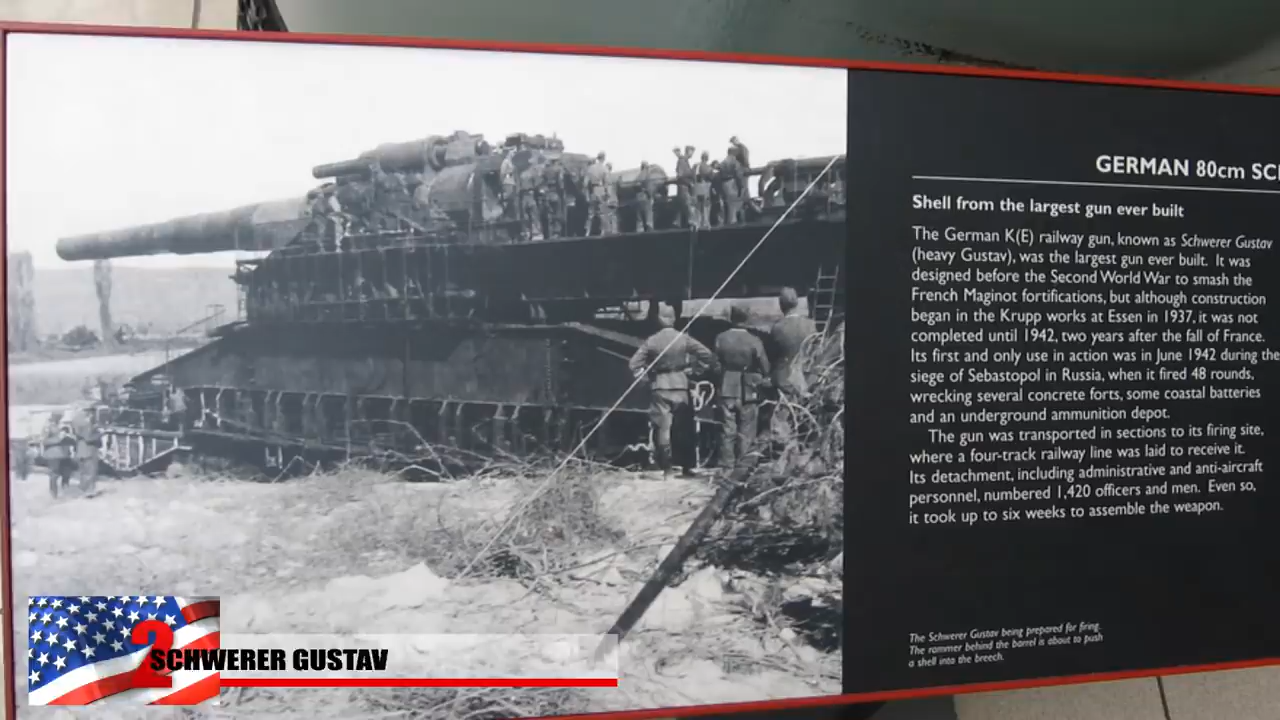 GERMAN 80cm
Shell from the largest gun ever built
The German K(E) railway gun, known as Schwerer Gustav
(heavy Gustav), was the largest gun ever built. It was
designed before the Second World War to smash the
French Maginot fortifications, but although construction
began in the Krupp works at Essen in 1937, it was not
completed until 1942, two years after the fall of France.
Its first and only use in action was in June 1942 during the
siege of Sebastopol in Russia, when it fired 48 rounds,
wrecking several concrete forts, some coastal batteries
and an underground ammunition depot.
The gun was transported in sections to its firing site,
where a four-track railway line was laid to receive it.
Its detachment, including administrative and anti-aircraft
personnel, numbered 1,420 officers and men. Even so,
it took up to six weeks to assemble the weapon.
The Schwerer Gustav being prepared for firing.
The rammer behind the barrel is about to push
a shell into the breech.
2
SCHWERER GUSTAV